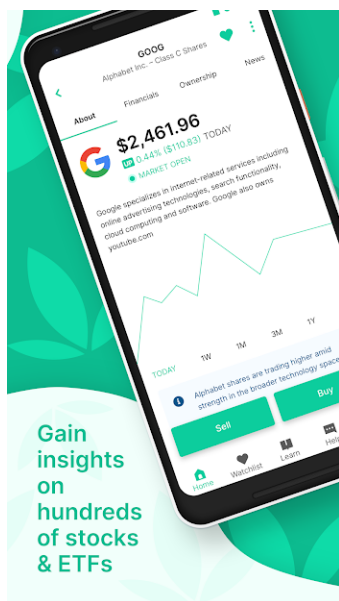 GOOG
Alphabet Inc. – Class C Shares
About
Financials
Ownership
News
$2,461.96
UP 0.44% ($110.83) TODAY
MARKET OPEN
Google specializes in internet-related services including
online advertising technologies, search functionality,
cloud computing and software. Google also owns
youtube.com
TODAY
1W
1M
3M
1Y
Alphabet shares are trading higher amid
strength in the broader technology space
Sell
Buy
Home
Watchlist
Learn
Help
Gain
insights
on
hundreds
of stocks
& ETFs